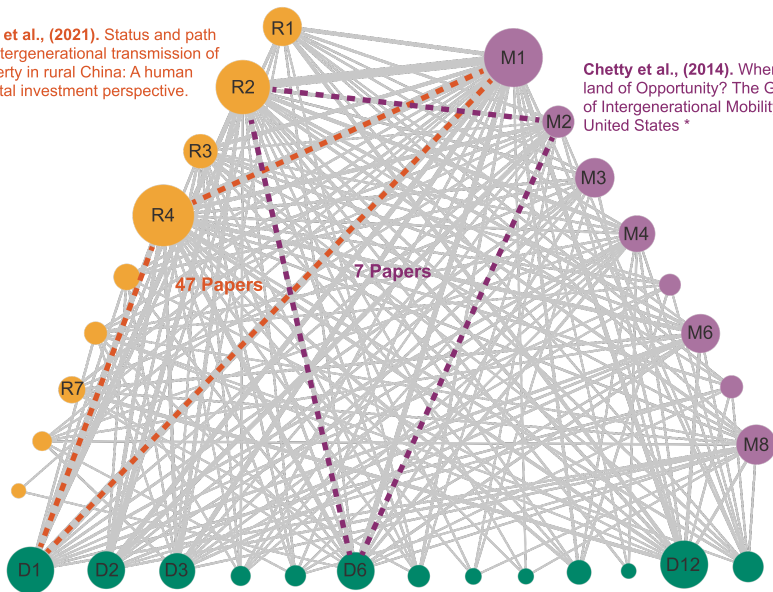 et al., (2021). Status and path
ntergenerational transmission of
erty in rural China: A human
tal investment perspective.
R1
M1
Chetty et al., (2014). Wher
land of Opportunity? The G
of Intergenerational Mobility
United States *
R2
M2
R3
M3
R4
M4
47 Papers
7 Papers
M6
R7
M8
D1
D2
D3
D6
D12